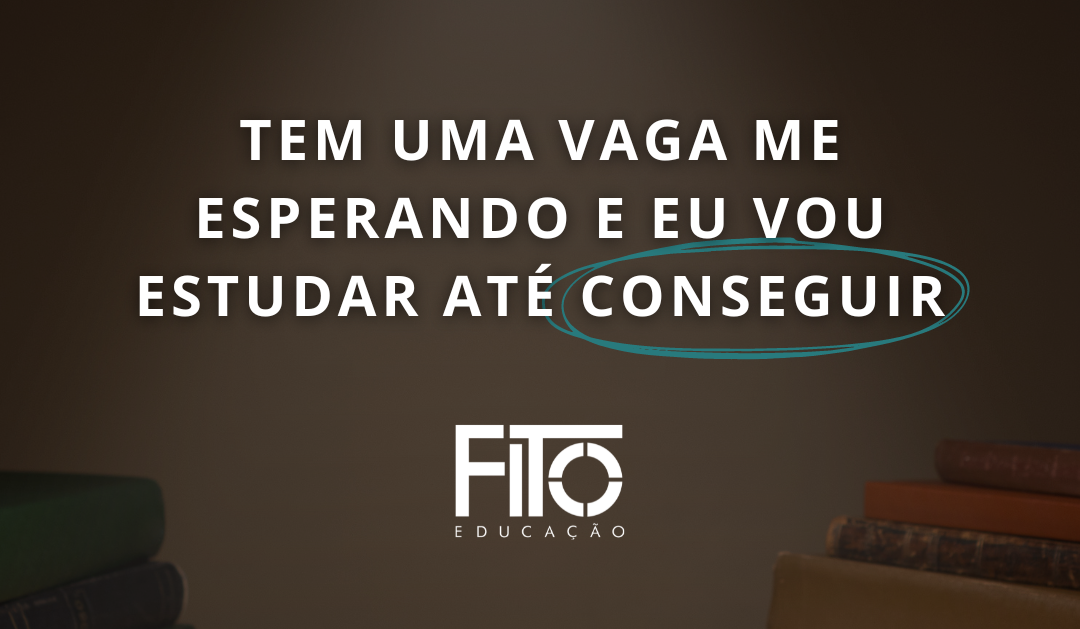 TEM UMA VAGA ME
ESPERANDO E EU VOU
ESTUDAR ATÉ CONSEGUIR
FITO
EDUCAÇÃO